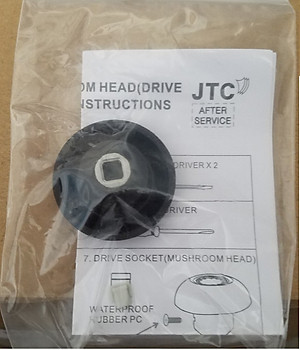 OM HEAD(DRIVE
NSTRUCTIONS
JTC
AFTER
SERVICE
DRIVER X 2
DRIVER
7. DRIVE SOCKET(MUSHROOM HEAD)
WATERPROOF
RUBBER PC